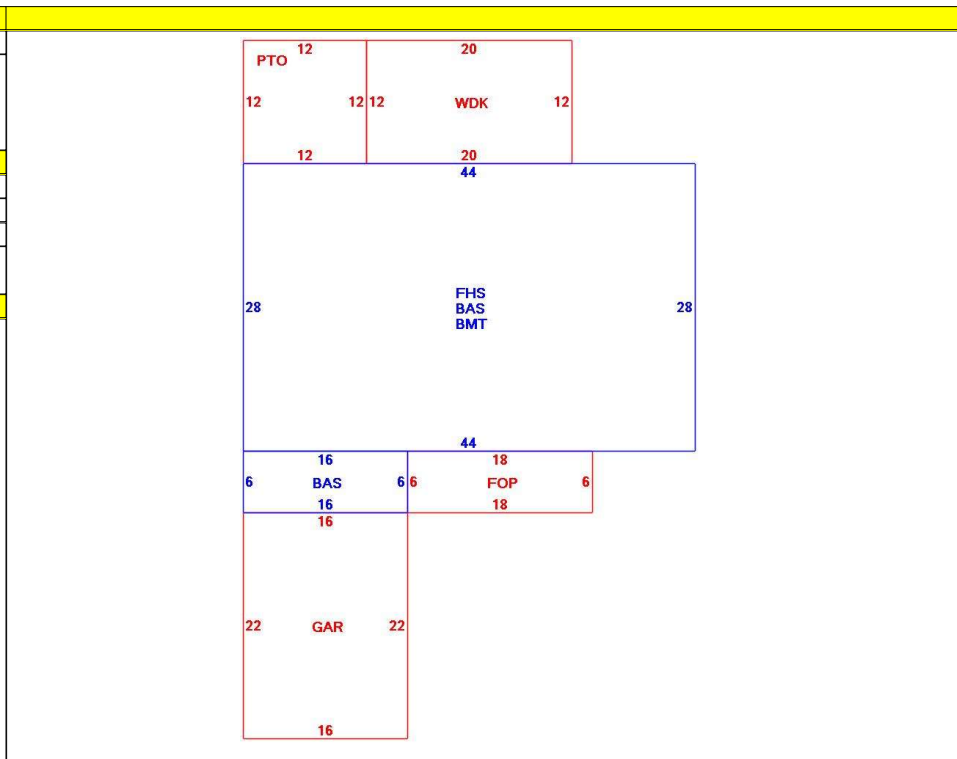 12 20
PTO
12 12 12 WDK 12
12 20
44
FHS
28 BAS 28
BMT
44
16 18
6 BAS 6 6 FOP 6
16 18
16
22 GAR 22
16